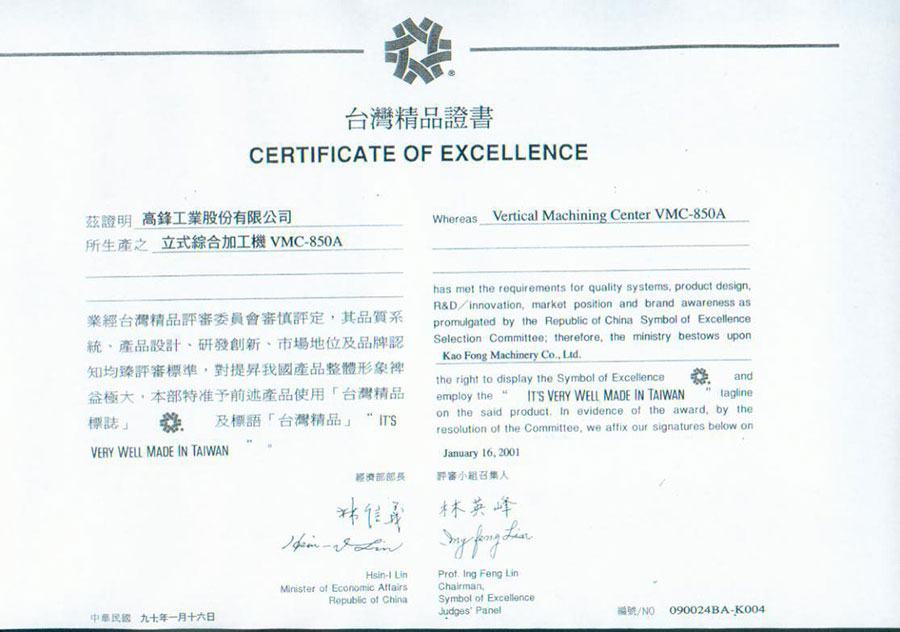 台灣精品證書
CERTIFICATE OF EXCELLENCE
茲證明 高鋒工業股份有限公司
所生產之 立式綜合加工機 VMC-850A
業經台灣精品評審委員會審慎評定，其品質系
統、產品設計、研發創新、市場地位及品牌認
知均臻評審標準，對提昇我國產品整體形象裨
益極大，本部特准予前述產品使用「台灣精品
標誌」 及標語「台灣精品」“ IT'S
VERY WELL MADE IN TAIWAN ” 。
Whereas Vertical Machining Center VMC-850A
has met the requirements for quality systems, product design,
R&D／innovation, market position and brand awareness as
promulgated by the Republic of China Symbol of Excellence
Selection Committee; therefore, the ministry bestows upon
Kao Fong Machinery Co., Ltd.
the right to display the Symbol of Excellence and
employ the “ IT'S VERY WELL MADE IN TAIWAN ” tagline
on the said product. In evidence of the award, by the
resolution of the Committee, we affix our signatures below on
January 16, 2001
經濟部部長
林信義
Hsin-I Lin
Hsin-I Lin
Minister of Economic Affairs
Republic of China
評審小組召集人
林英峰
Ing feng Lin
Prof. Ing Feng Lin
Chairman,
Symbol of Excellence
Judges' Panel
中華民國 九十年一月十六日
編號/NO 090024BA-K004